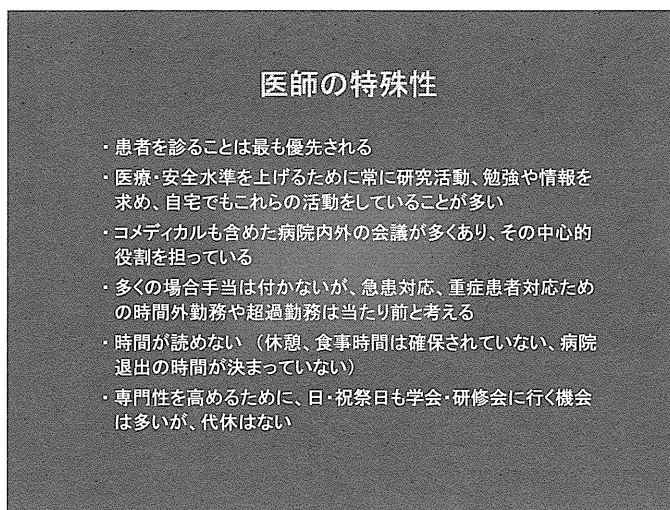 医師の特殊性
・患者を診ることは最も優先される
・医療・安全水準を上げるために常に研究活動、勉強や情報を
求め、自宅でもこれらの活動をしていることが多い
・コメディカルも含めた病院内外の会議が多くあり、その中心的
役割を担っている
・多くの場合手当は付かないが、急患対応、重症患者対応ため
の時間外勤務や超過勤務は当たり前と考える
・時間が読めない （休憩、食事時間は確保されていない、病院
退出の時間が決まっていない）
・専門性を高めるために、日・祝祭日も学会・研修会に行く機会
は多いが、代休はない